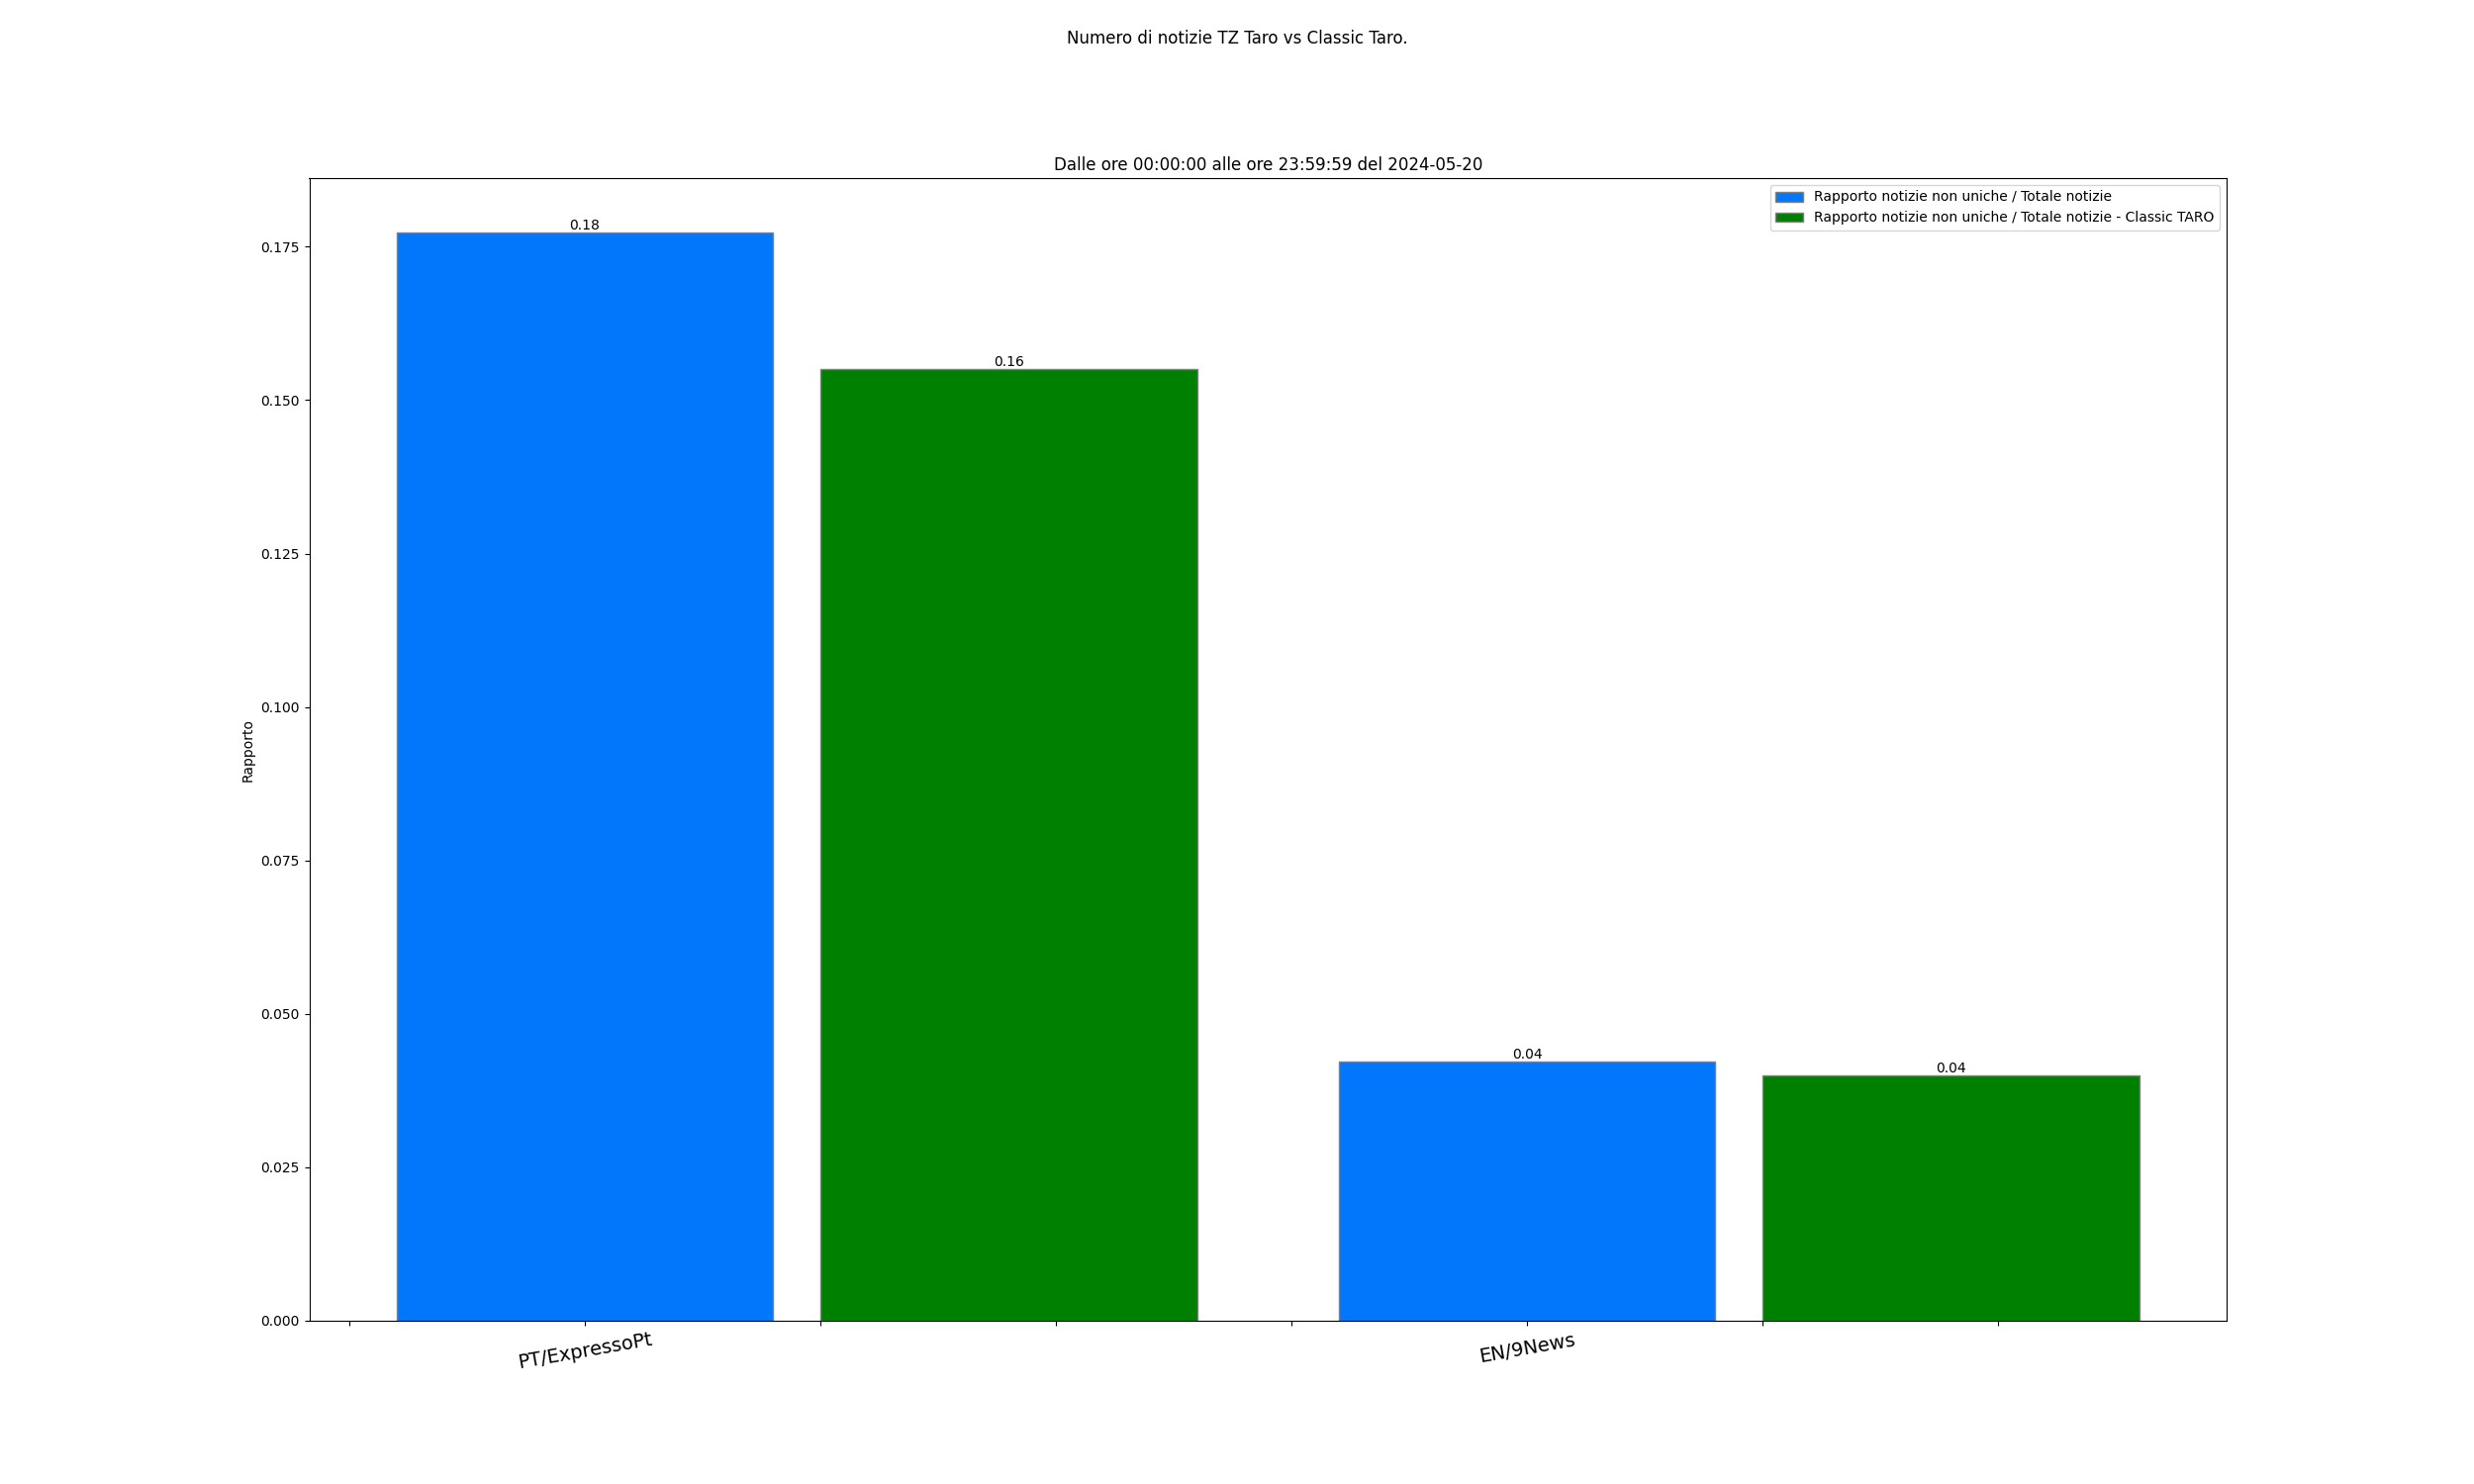 Numero di notizie TZ Taro vs Classic Taro.
Dalle ore 00:00:00 alle ore 23:59:59 del 2024-05-20
Rapporto notizie non uniche / Totale notizie
Rapporto notizie non uniche / Totale notizie - Classic TARO
0.18
0.16
0.04
0.04
0.175
0.150
0.125
0.100
0.075
0.050
0.025
0.000
Rapporto
PT/ExpressoPt
EN/9News